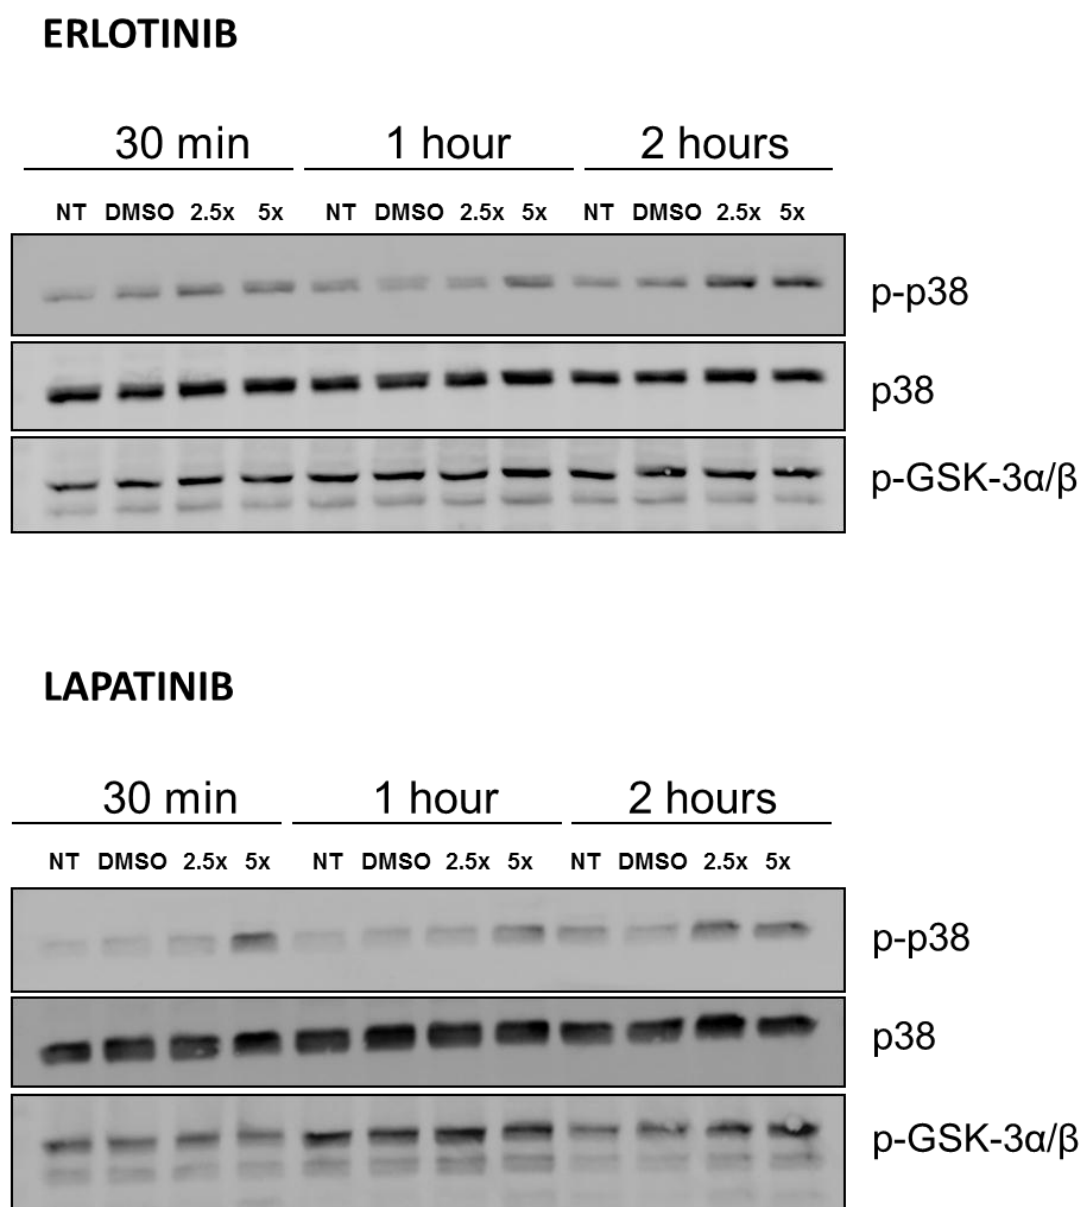 ERLOTINIB
30 min 1 hour 2 hours
NT DMSO 2.5x 5x NT DMSO 2.5x 5x NT DMSO 2.5x 5x
p-p38
p38
p-GSK-3α/β
LAPATINIB
30 min 1 hour 2 hours
NT DMSO 2.5x 5x NT DMSO 2.5x 5x NT DMSO 2.5x 5x
p-p38
p38
p-GSK-3α/β